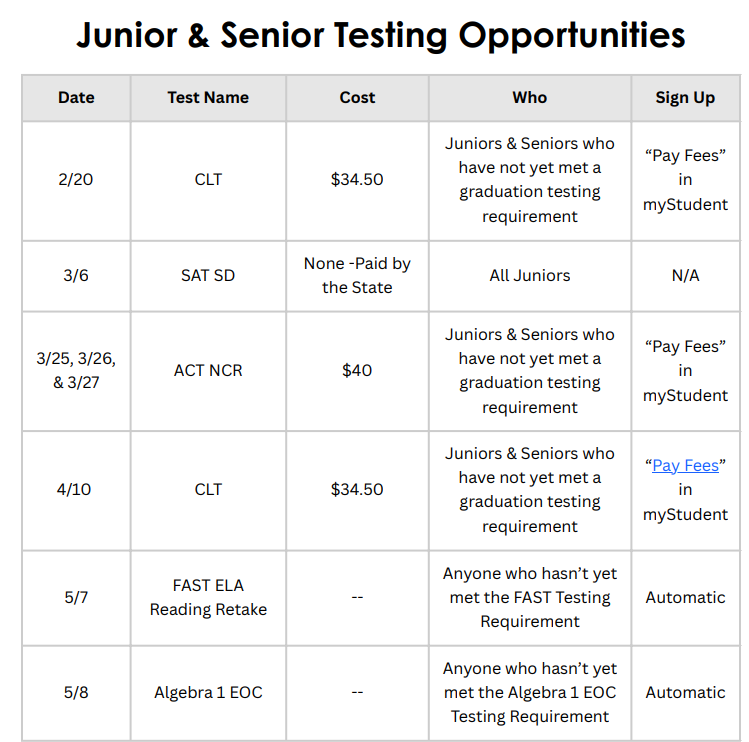 Junior & Senior Testing Opportunities
Date
Test Name
Cost
Who
Sign Up
2/20
CLT
$34.50
Juniors & Seniors who
have not yet met a
graduation testing
requirement
“Pay Fees”
in
myStudent
3/6
SAT SD
None -Paid by
the State
All Juniors
N/A
3/25, 3/26,
& 3/27
ACT NCR
$40
Juniors & Seniors who
have not yet met a
graduation testing
requirement
“Pay Fees”
in
myStudent
4/10
CLT
$34.50
Juniors & Seniors who
have not yet met a
graduation testing
requirement
“Pay Fees”
in
myStudent
5/7
FAST ELA
Reading Retake
--
Anyone who hasn’t yet
met the FAST Testing
Requirement
Automatic
5/8
Algebra 1 EOC
--
Anyone who hasn’t yet
met the Algebra 1 EOC
Testing Requirement
Automatic